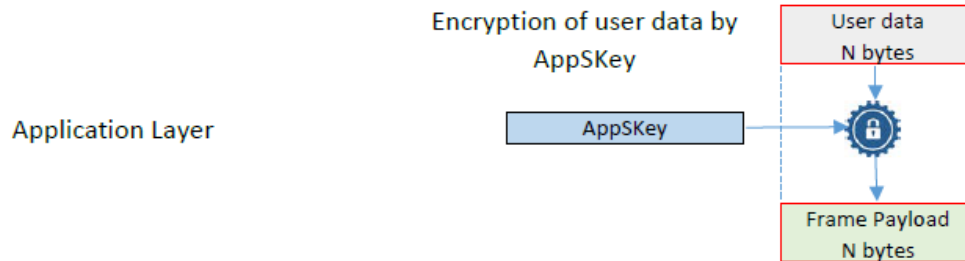 Encryption of user data by
AppSKey
User data
N bytes
Application Layer
AppSKey
Frame Payload
N bytes